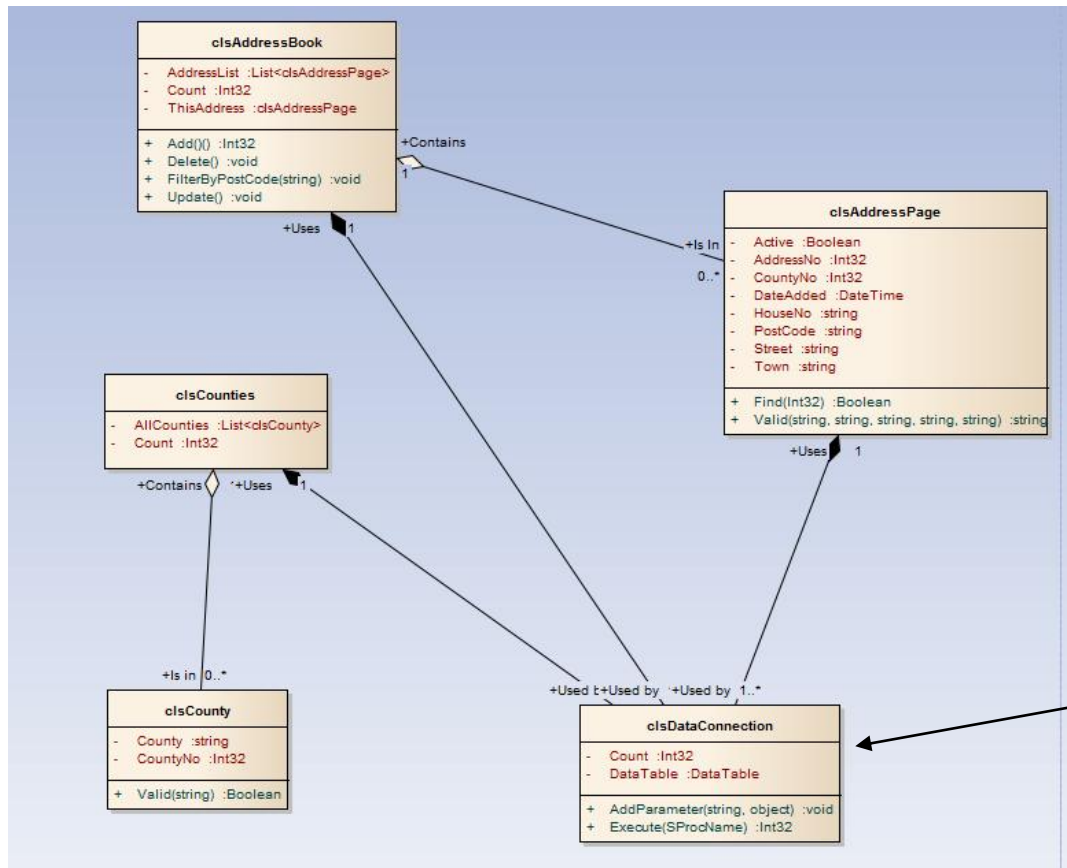 clsAddressBook
- AddressList :List<clsAddressPage>
- Count :Int32
- ThisAddress :clsAddressPage
+ Add()() :Int32
+ Delete() :void
+ FilterByPostCode(string) :void
+ Update() :void
+Contains
1
+Uses 1
clsAddressPage
- Active :Boolean
- AddressNo :Int32
- CountyNo :Int32
- DateAdded :DateTime
- HouseNo :string
- PostCode :string
- Street :string
- Town :string
+ Find(Int32) :Boolean
+ Valid(string, string, string, string, string) :string
+Is In
0..*
+Uses 1
clsCounties
- AllCounties :List<clsCounty>
- Count :Int32
+Contains +Uses 1
+Is in 0..*
clsCounty
- County :string
- CountyNo :Int32
+ Valid(string) :Boolean
+Used +Used by +Used by 1..*
clsDataConnection
- Count :Int32
- DataTable :DataTable
+ AddParameter(string, object) :void
+ Execute(SProcName) :Int32